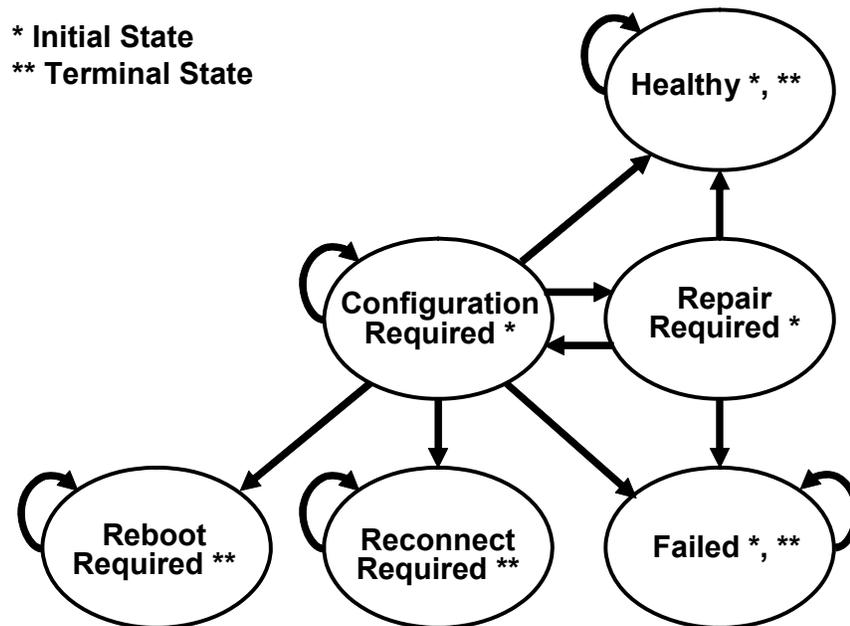 * Initial State
** Terminal State
Healthy *, **
Configuration
Required *
Repair
Required *
Reboot
Required **
Reconnect
Required **
Failed *, **